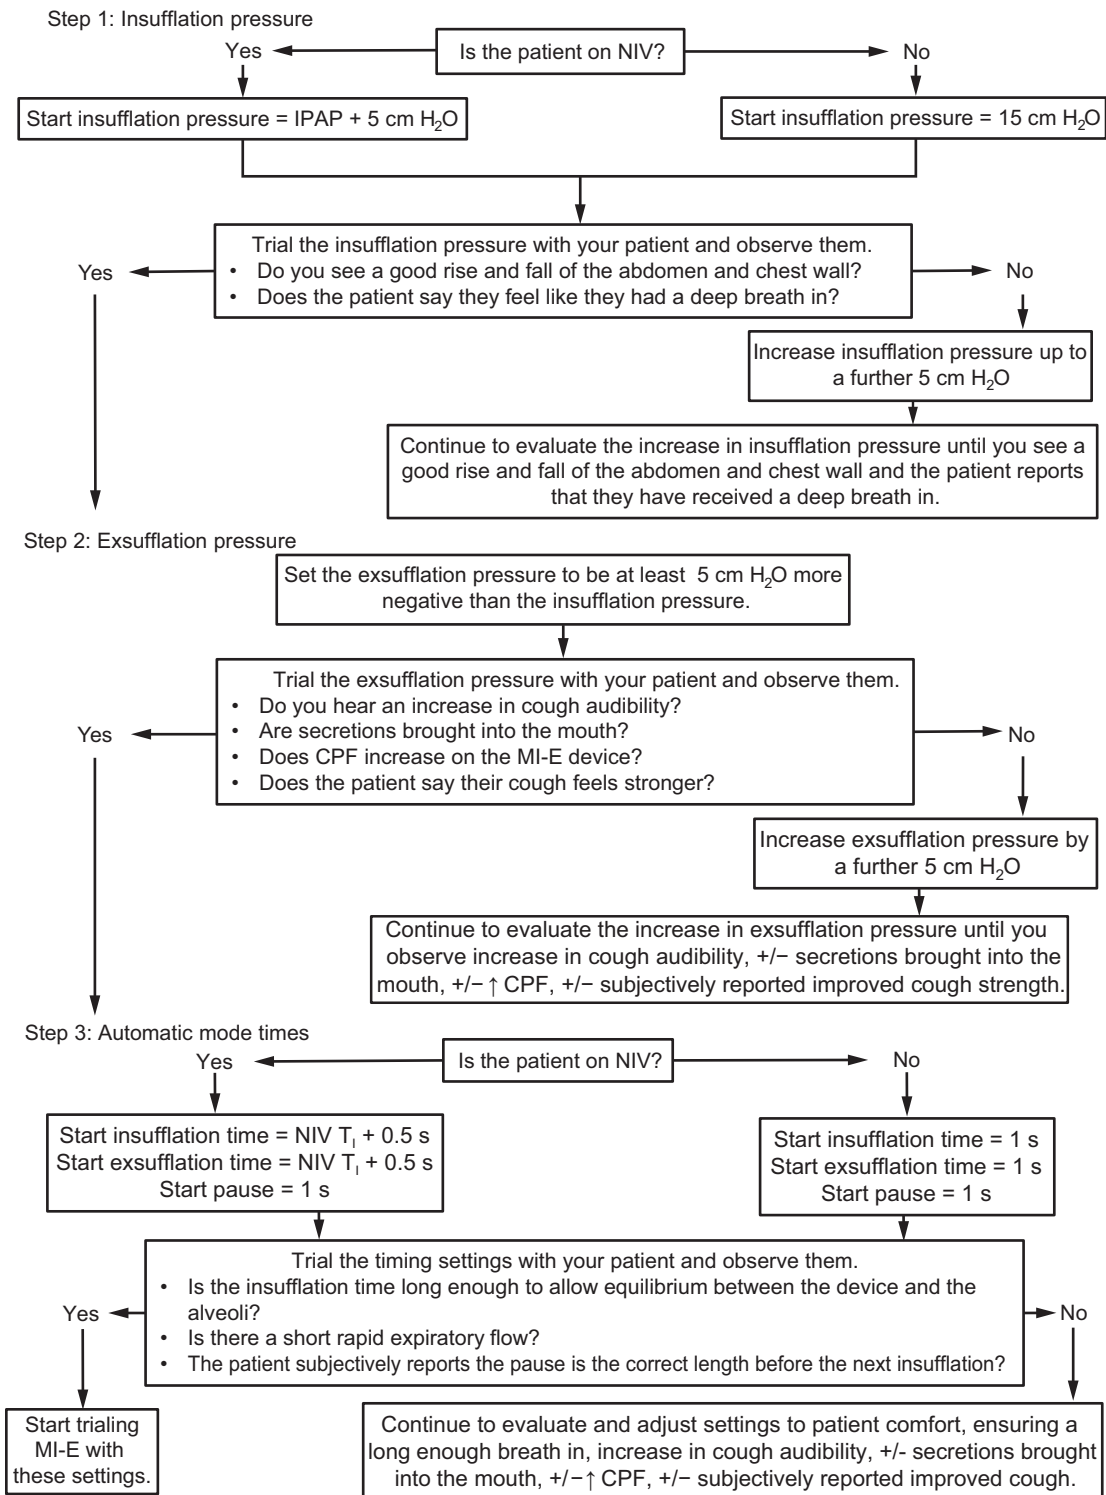 Step 1: Insufflation pressure
Is the patient on NIV?
Yes
No
Start insufflation pressure = IPAP + 5 cm H₂O
Start insufflation pressure = 15 cm H₂O
Trial the insufflation pressure with your patient and observe them.
• Do you see a good rise and fall of the abdomen and chest wall?
• Does the patient say they feel like they had a deep breath in?
Yes
No
Increase insufflation pressure up to
a further 5 cm H₂O
Continue to evaluate the increase in insufflation pressure until you see a
good rise and fall of the abdomen and chest wall and the patient reports
that they have received a deep breath in.
Step 2: Exsufflation pressure
Set the exsufflation pressure to be at least 5 cm H₂O more
negative than the insufflation pressure.
Trial the exsufflation pressure with your patient and observe them.
• Do you hear an increase in cough audibility?
• Are secretions brought into the mouth?
• Does CPF increase on the MI-E device?
• Does the patient say their cough feels stronger?
Yes
No
Increase exsufflation pressure by
a further 5 cm H₂O
Continue to evaluate the increase in exsufflation pressure until you
observe increase in cough audibility, +/− secretions brought into the
mouth, +/−↑ CPF, +/− subjectively reported improved cough strength.
Step 3: Automatic mode times
Is the patient on NIV?
Yes
No
Start insufflation time = NIV Tı + 0.5 s
Start exsufflation time = NIV Tı + 0.5 s
Start pause = 1 s
Start insufflation time = 1 s
Start exsufflation time = 1 s
Start pause = 1 s
Trial the timing settings with your patient and observe them.
• Is the insufflation time long enough to allow equilibrium between the device and the
alveoli?
• Is there a short rapid expiratory flow?
• The patient subjectively reports the pause is the correct length before the next insufflation?
Yes
No
Start trialing
MI-E with
these settings.
Continue to evaluate and adjust settings to patient comfort, ensuring a
long enough breath in, increase in cough audibility, +/- secretions brought
into the mouth, +/−↑ CPF, +/− subjectively reported improved cough.